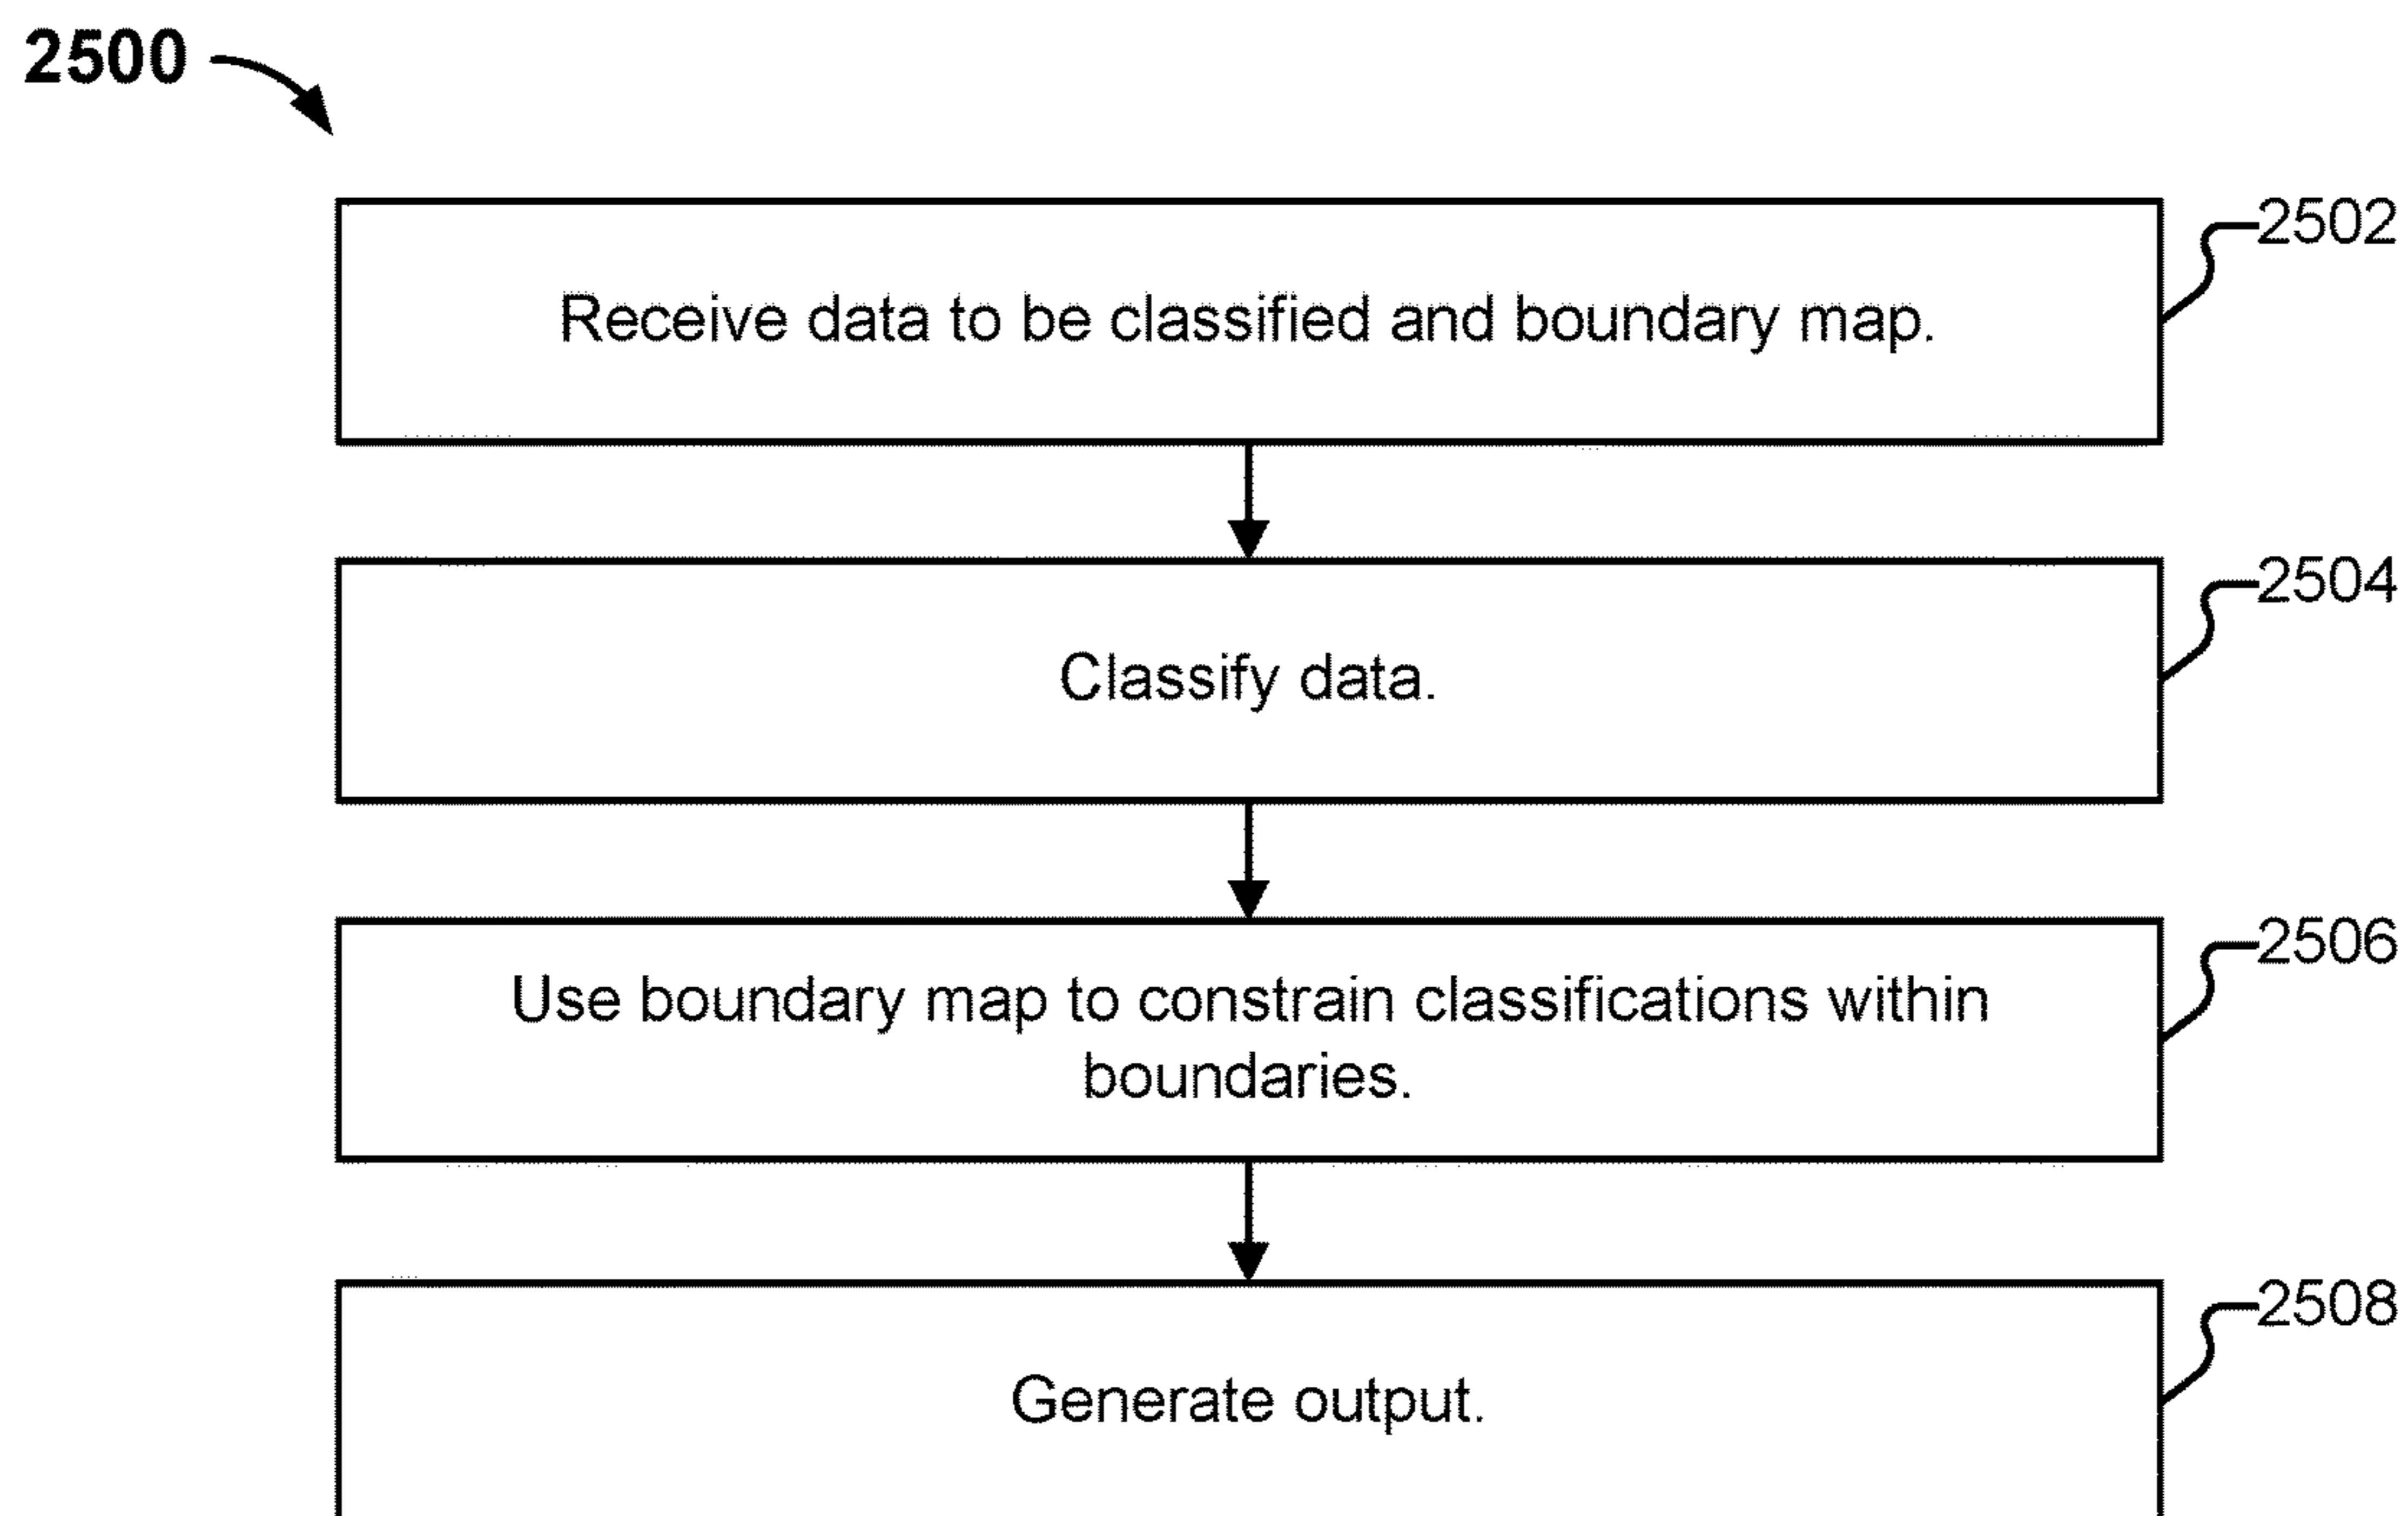 2500
2502
Receive data to be classified and boundary map.
2504
Classify data.
2506
Use boundary map to constrain classifications within
boundaries.
2508
Generate output.